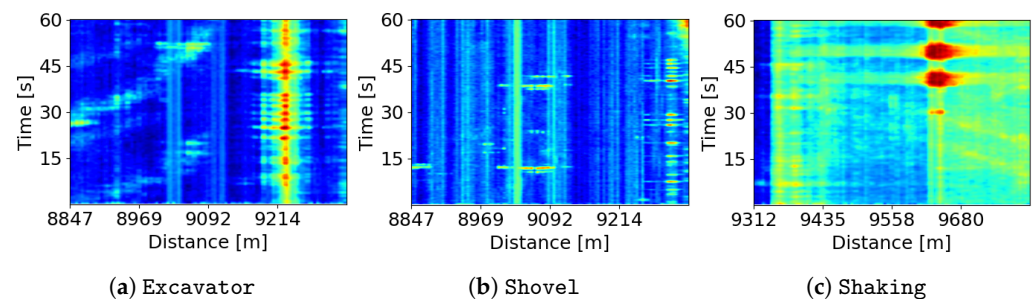 60
45
30
15
Time [s]
8847 8969 9092 9214
Distance [m]
(a) Excavator
60
45
30
15
Time [s]
8847 8969 9092 9214
Distance [m]
(b) Shovel
60
45
30
15
Time [s]
9312 9435 9558 9680
Distance [m]
(c) Shaking